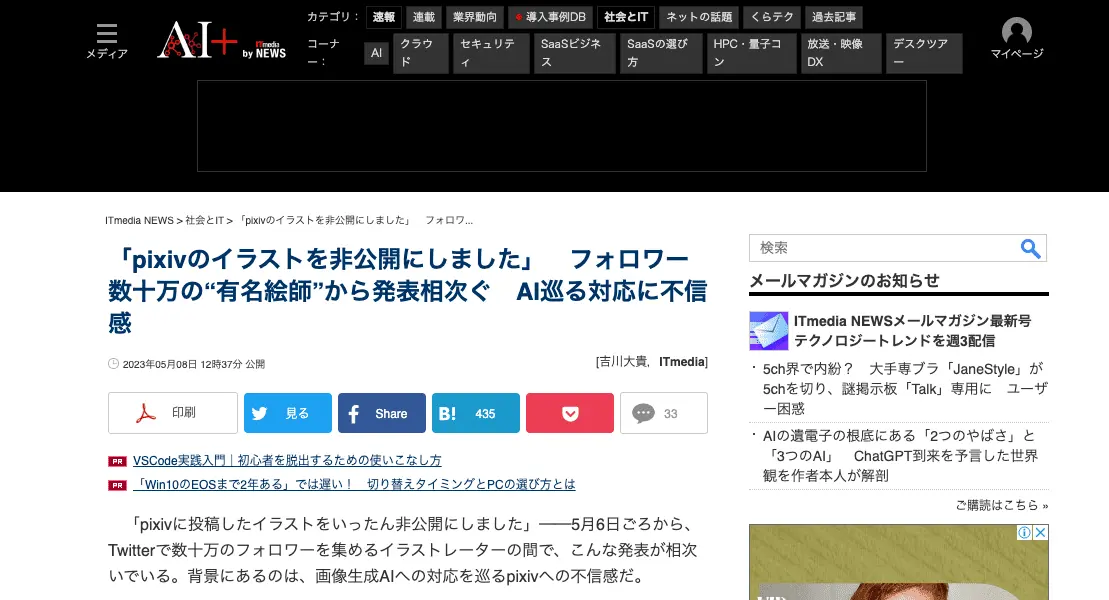 メディア
AI+ by ITmedia NEWS
カテゴリ： 速報 連載 業界動向 導入事例DB 社会とIT ネットの話題 くらテク 過去記事
コーナー： AI クラウド セキュリティ SaaSビジネス SaaSの選び方 HPC・量子コン 放送・映像DX デスクツアー
マイページ
ITmedia NEWS > 社会とIT > 「pixivのイラストを非公開にしました」　フォロワ...
「pixivのイラストを非公開にしました」　フォロワー
数十万の“有名絵師”から発表相次ぐ　AI巡る対応に不信
感
2023年05月08日 12時37分 公開
[吉川大貴，ITmedia]
印刷 見る Share B! 435 33
PR VSCode実践入門｜初心者を脱出するための使いこなし方
PR 「Win10のEOSまで2年ある」では遅い！　切り替えタイミングとPCの選び方とは
「pixivに投稿したイラストをいったん非公開にしました」——5月6日ごろから、
Twitterで数十万のフォロワーを集めるイラストレーターの間で、こんな発表が相次
いでいる。背景にあるのは、画像生成AIへの対応を巡るpixivへの不信感だ。
検索
メールマガジンのお知らせ
ITmedia NEWSメールマガジン最新号
テクノロジートレンドを週3配信
・5ch界で内紛？　大手専ブラ「JaneStyle」が
5chを切り、謎掲示板「Talk」専用に　ユーザ
ー困惑
・AIの遺電子の根底にある「2つのやばさ」と
「3つのAI」　ChatGPT到来を予言した世界
観を作者本人が解剖
ご購読はこちら »